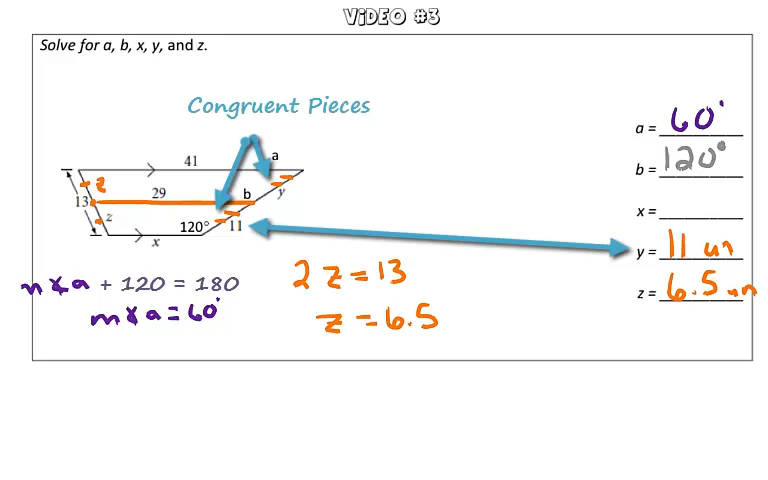 ViDEO #3
Solve for a, b, x, y, and z.
Congruent Pieces
a = 60°
b = 120°
x =
y = 11 un
z = 6.5 un
41
a
z
29
b
y
13
z
120°
11
x
m∡a + 120 = 180
m∡a = 60°
2 z = 13
z = 6.5